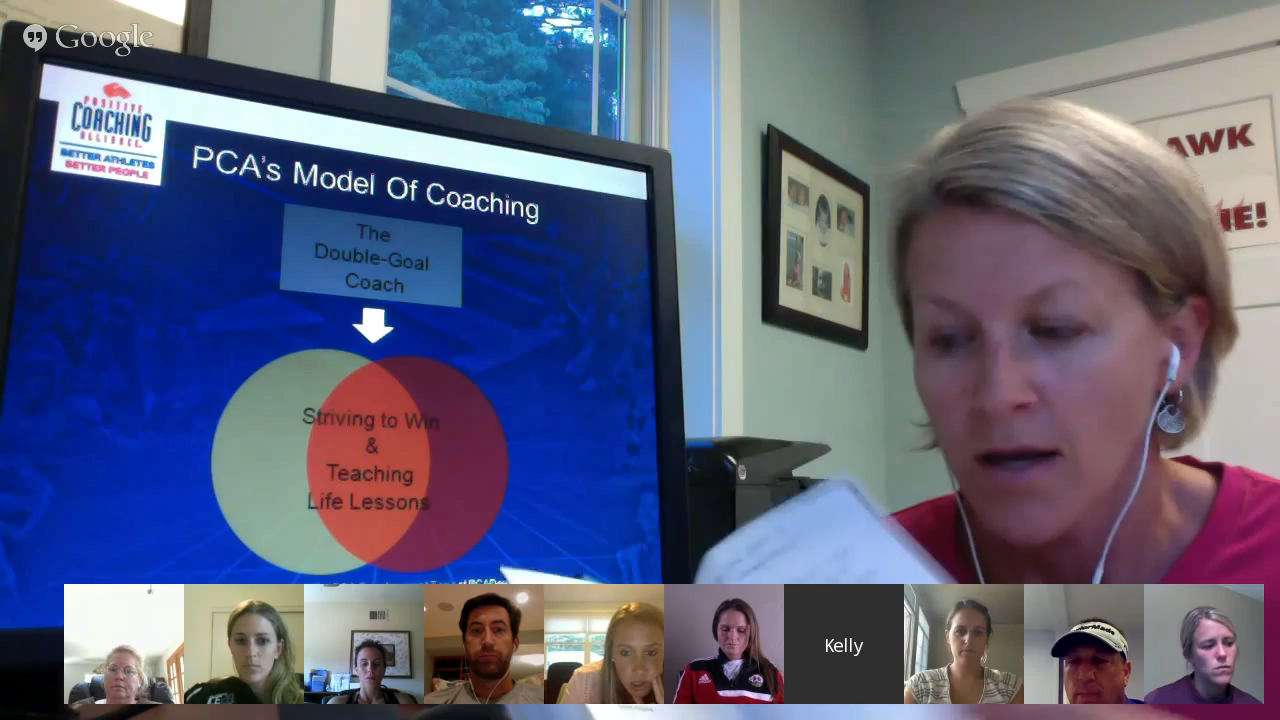 Google
POSITIVE
COACHING
ALLIANCE
BETTER ATHLETES
BETTER PEOPLE
PCA's Model Of Coaching
The
Double-Goal
Coach
Striving to Win
&
Teaching
Life Lessons
AWK
E!
Kelly
TaylorMade